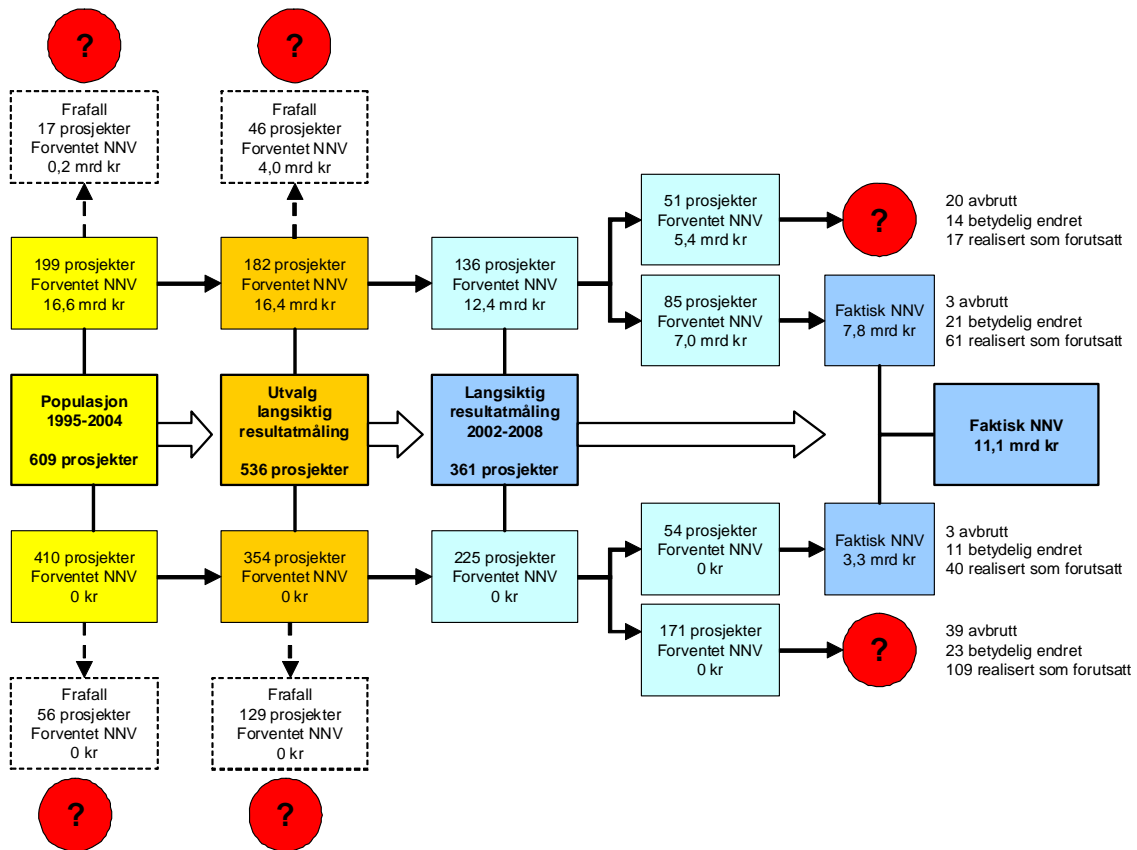 ?
?
Frafall
17 prosjekter
Forventet NNV
0,2 mrd kr
Frafall
46 prosjekter
Forventet NNV
4,0 mrd kr
199 prosjekter
Forventet NNV
16,6 mrd kr
182 prosjekter
Forventet NNV
16,4 mrd kr
136 prosjekter
Forventet NNV
12,4 mrd kr
51 prosjekter
Forventet NNV
5,4 mrd kr
?
20 avbrutt
14 betydelig endret
17 realisert som forutsatt
85 prosjekter
Forventet NNV
7,0 mrd kr
Faktisk NNV
7,8 mrd kr
3 avbrutt
21 betydelig endret
61 realisert som forutsatt
Populasjon
1995-2004
609 prosjekter
Utvalg
langsiktig
resultatmåling
536 prosjekter
Langsiktig
resultatmåling
2002-2008
361 prosjekter
Faktisk NNV
11,1 mrd kr
410 prosjekter
Forventet NNV
0 kr
354 prosjekter
Forventet NNV
0 kr
225 prosjekter
Forventet NNV
0 kr
54 prosjekter
Forventet NNV
0 kr
Faktisk NNV
3,3 mrd kr
3 avbrutt
11 betydelig endret
40 realisert som forutsatt
171 prosjekter
Forventet NNV
0 kr
?
39 avbrutt
23 betydelig endret
109 realisert som forutsatt
Frafall
56 prosjekter
Forventet NNV
0 kr
Frafall
129 prosjekter
Forventet NNV
0 kr
?
?